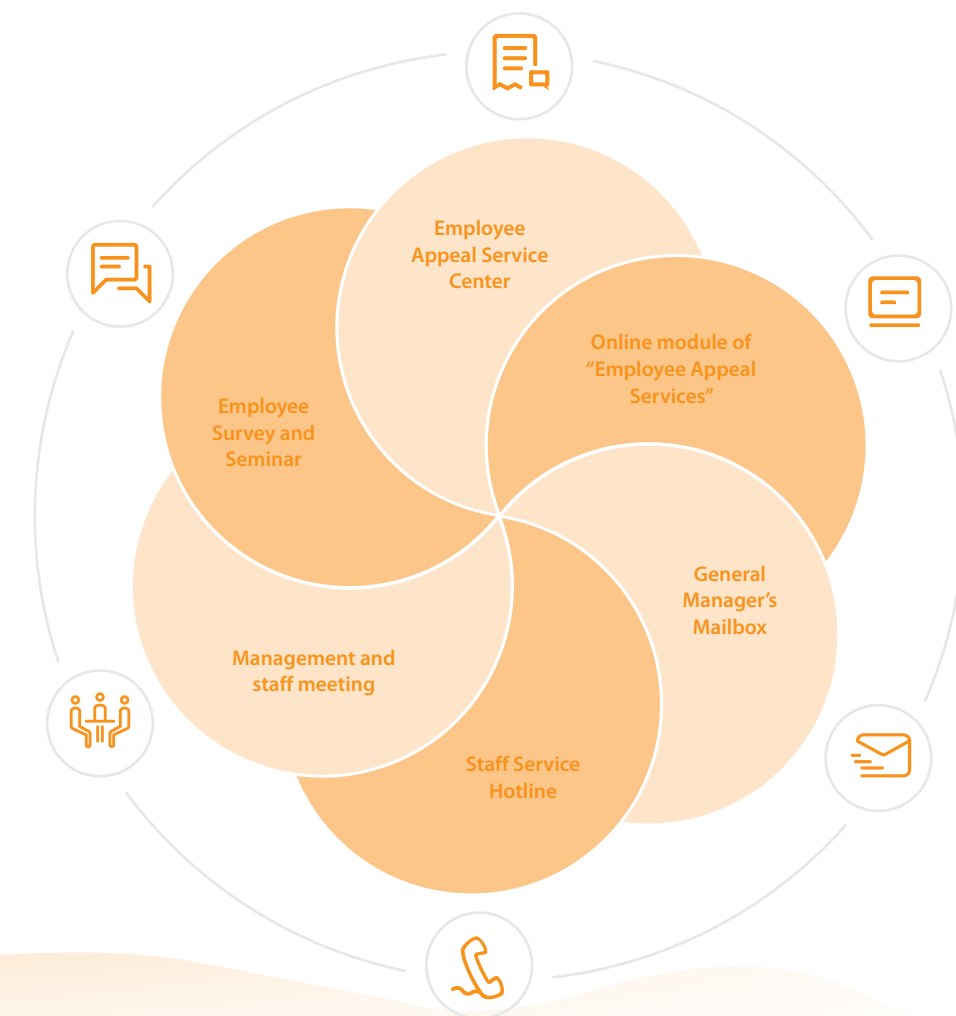 Employee
Appeal Service
Center
Online module of
“Employee Appeal
Services”
Employee
Survey and
Seminar
General
Manager’s
Mailbox
Management and
staff meeting
Staff Service
Hotline